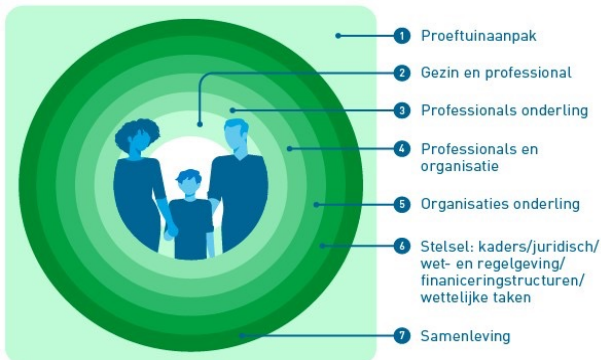 1 Proeftuinaanpak
2 Gezin en professional
3 Professionals onderling
4 Professionals en
organisatie
5 Organisaties onderling
6 Stelsel: kaders/juridisch/
wet- en regelgeving/
financieringstructuren/
wettelijke taken
7 Samenleving